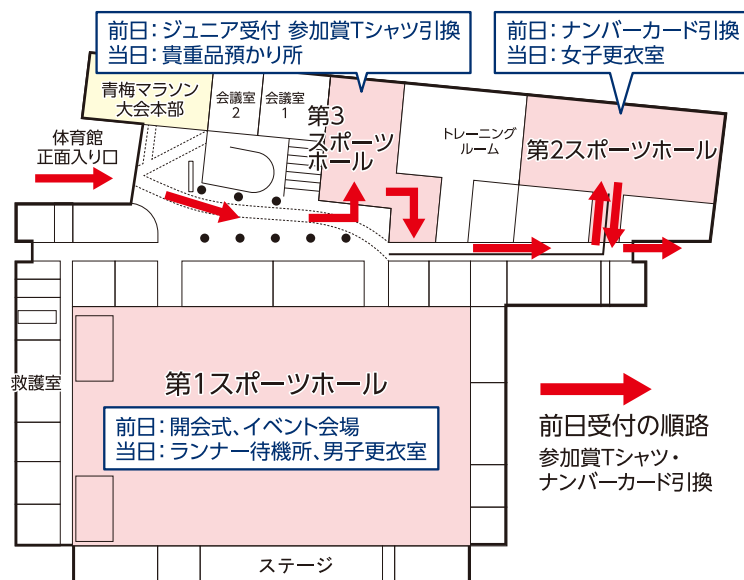 前日：ジュニア受付 参加賞Tシャツ引換
当日：貴重品預かり所
前日：ナンバーカード引換
当日：女子更衣室
青梅マラソン
大会本部
会議室
2
会議室
1
第3
スポーツ
ホール
トレーニング
ルーム
第2スポーツホール
体育館
正面入り口
救護室
第1スポーツホール
前日：開会式、イベント会場
当日：ランナー待機所、男子更衣室
前日受付の順路
参加賞Tシャツ・
ナンバーカード引換
ステージ